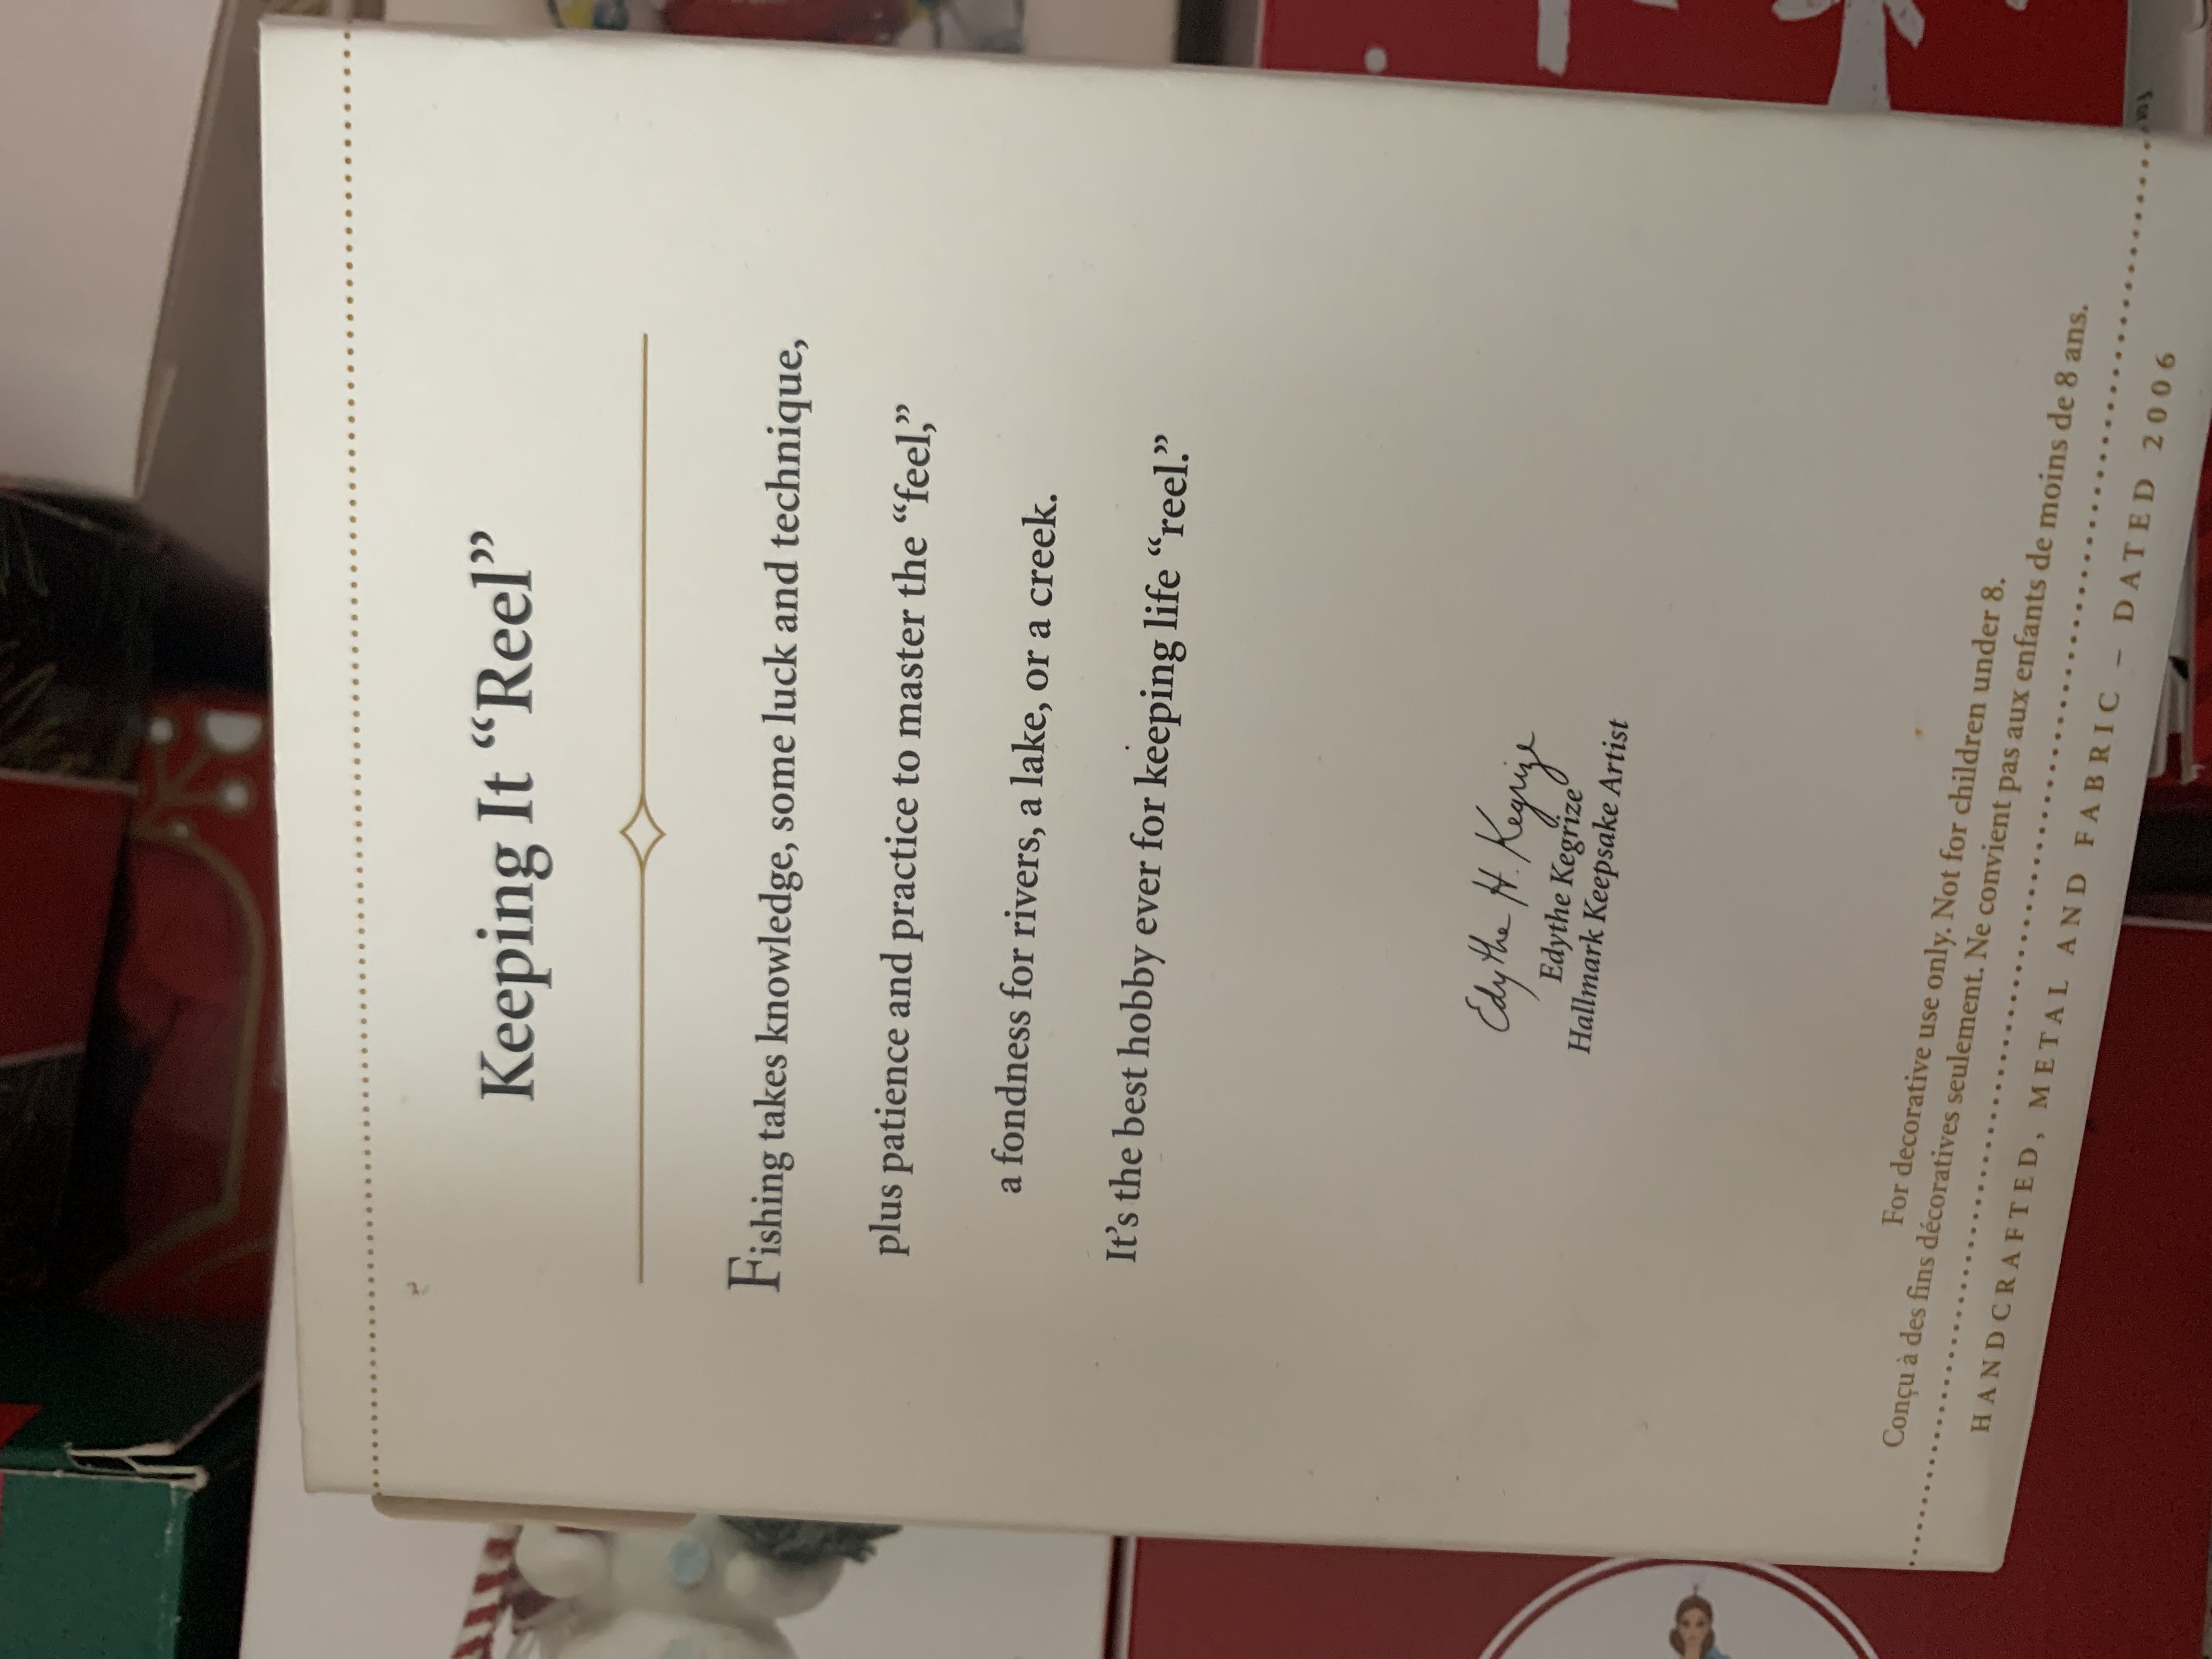 Keeping It “Reel”
Fishing takes knowledge, some luck and technique,
plus patience and practice to master the “feel,”
a fondness for rivers, a lake, or a creek.
It’s the best hobby ever for keeping life “reel.”
Edythe H. Kegrize
Edythe Kegrize
Hallmark Keepsake Artist
For decorative use only. Not for children under 8.
Conçu à des fins décoratives seulement. Ne convient pas aux enfants de moins de 8 ans.
HANDCRAFTED, METAL AND FABRIC – DATED 2006